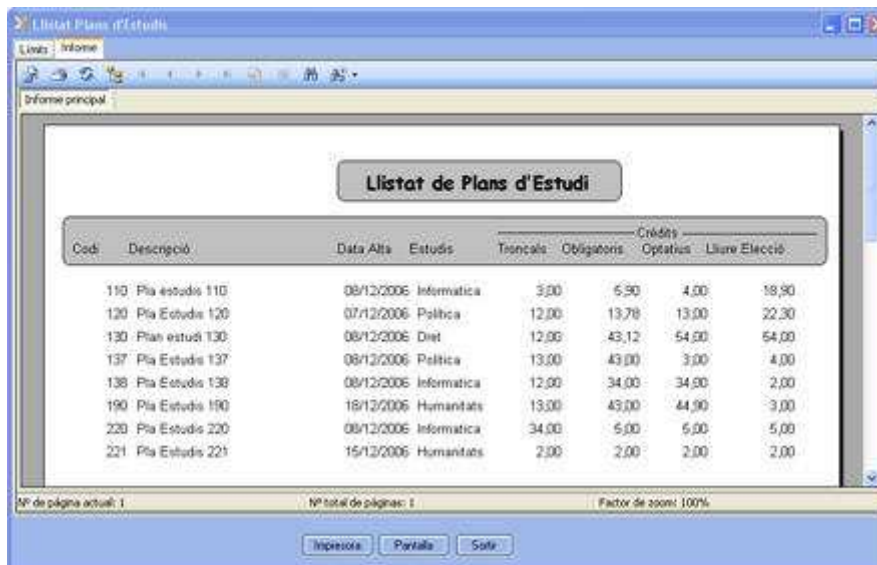 Llistat Plans d'Estudis
Límits Informe
Informe principal
Llistat de Plans d'Estudi
Crèdits
Codi Descripció Data Alta Estudis Troncals Obligatoris Optatius Lliure Elecció
110 Pla estudis 110 08/12/2006 Informatica 3,00 6,90 4,00 18,90
120 Pla Estudis 120 07/12/2006 Política 12,00 13,78 13,00 22,30
130 Plan estudi 130 08/12/2006 Dret 12,00 43,12 54,00 64,00
137 Pla Estudis 137 08/12/2006 Política 13,00 43,00 3,00 4,00
138 Pla Estudis 138 08/12/2006 Informatica 12,00 34,00 34,90 2,00
190 Pla Estudis 190 18/12/2006 Humanitats 13,00 43,00 44,90 3,00
220 Pla Estudis 220 08/12/2006 Informatica 34,00 5,00 6,00 5,00
221 Pla Estudis 221 15/12/2006 Humanitats 2,00 2,00 2,00 2,00
Nº de página actual: 1 Nº total de páginas: 1 Factor de zoom: 100%
Impresora Pantalla Sortir